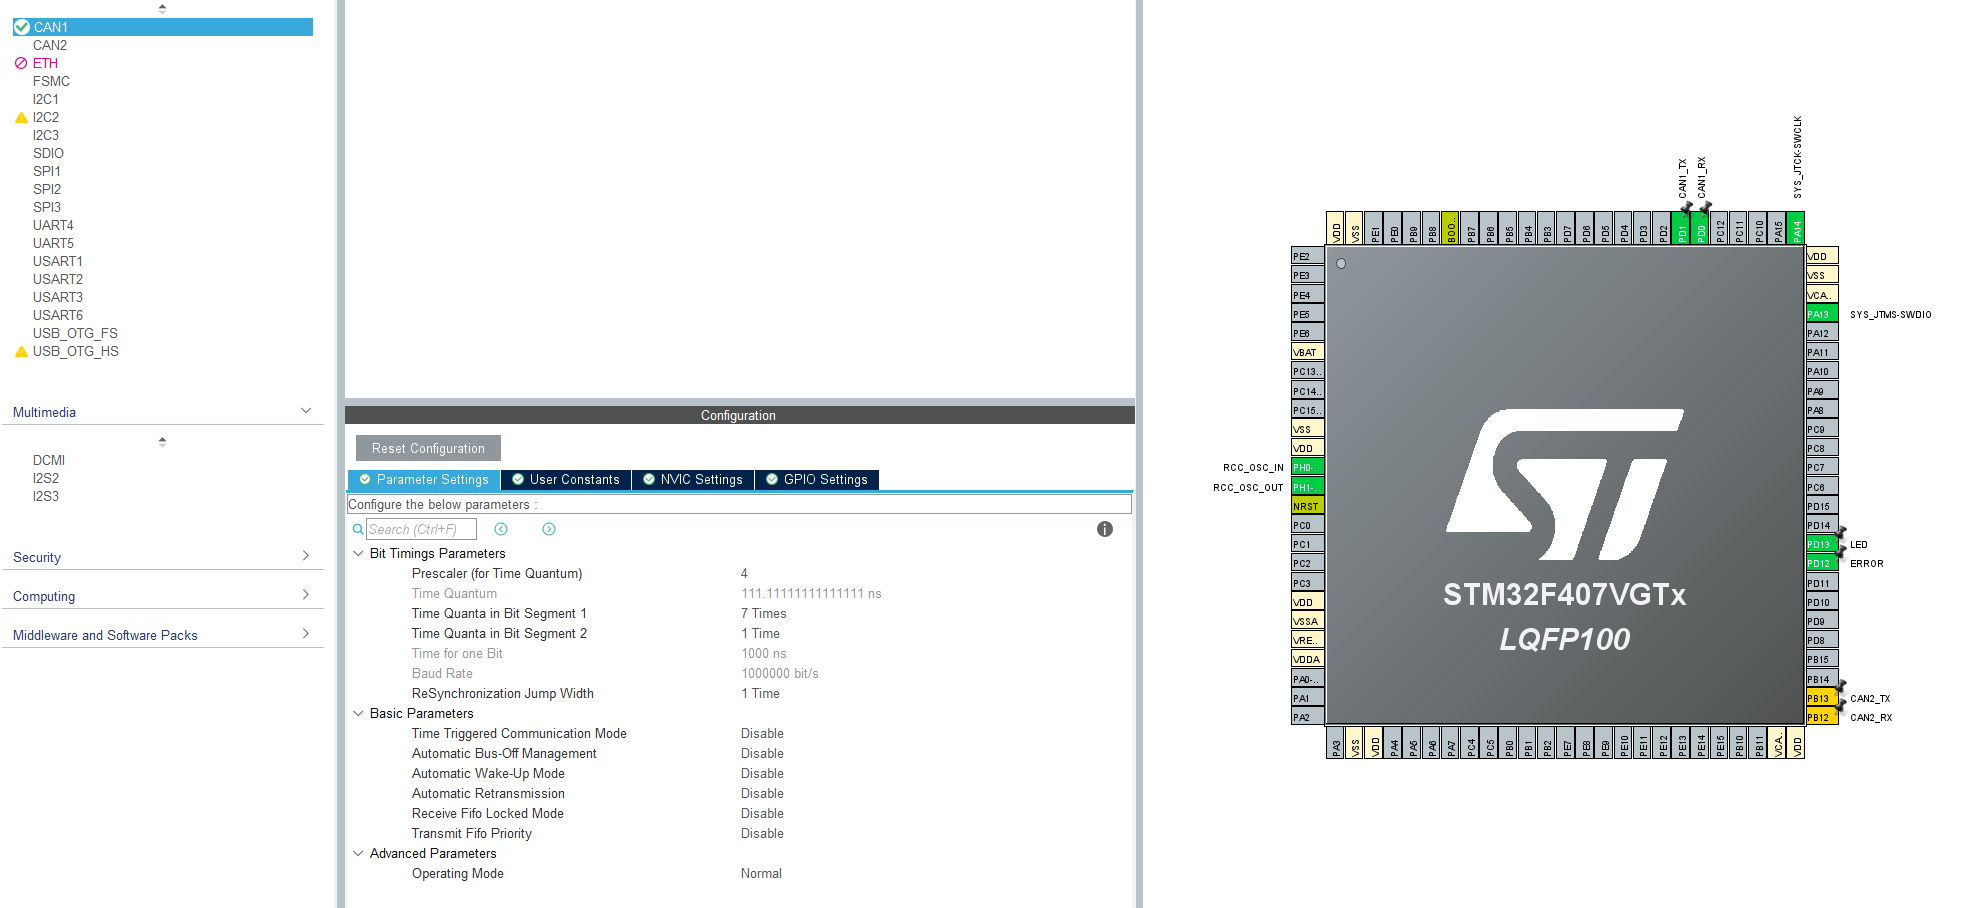 CAN1
CAN2
ETH
FSMC
I2C1
I2C2
I2C3
SDIO
SPI1
SPI2
SPI3
UART4
UART5
USART1
USART2
USART3
USART6
USB_OTG_FS
USB_OTG_HS
Multimedia
DCMI
I2S2
I2S3
Security
Computing
Middleware and Software Packs
Configuration
Reset Configuration
Parameter Settings
User Constants
NVIC Settings
GPIO Settings
Configure the below parameters :
Search (Ctrl+F)
Bit Timings Parameters
Prescaler (for Time Quantum) 4
Time Quantum 111.11111111111111 ns
Time Quanta in Bit Segment 1 7 Times
Time Quanta in Bit Segment 2 1 Time
Time for one Bit 1000 ns
Baud Rate 1000000 bit/s
ReSynchronization Jump Width 1 Time
Basic Parameters
Time Triggered Communication Mode Disable
Automatic Bus-Off Management Disable
Automatic Wake-Up Mode Disable
Automatic Retransmission Disable
Receive Fifo Locked Mode Disable
Transmit Fifo Priority Disable
Advanced Parameters
Operating Mode Normal
CAN1_TX
CAN1_RX
SYS_JTCK-SWCLK
VDD
VSS
PE1
PE0
PB9
PB8
BOO..
PB7
PB6
PB5
PB4
PB3
PD7
PD6
PD5
PD4
PD3
PD2
PD1
PD0
PC12
PC11
PC10
PA15
PA14
PE2
PE3
PE4
PE5
PE6
VBAT
PC13..
PC14..
PC15..
VSS
VDD
RCC_OSC_IN PH0-..
RCC_OSC_OUT PH1-..
NRST
PC0
PC1
PC2
PC3
VDD
VSSA
VRE..
VDDA
PA0-..
PA1
PA2
ST
STM32F407VGTx
LQFP100
VDD
VSS
VCA..
PA13 SYS_JTMS-SWDIO
PA12
PA11
PA10
PA9
PA8
PC9
PC8
PC7
PC6
PD15
PD14
PD13 LED
PD12 ERROR
PD11
PD10
PD9
PD8
PB15
PB14
PB13 CAN2_TX
PB12 CAN2_RX
PA3
VSS
VDD
PA4
PA5
PA6
PA7
PC4
PC5
PB0
PB1
PB2
PE7
PE8
PE9
PE10
PE11
PE12
PE13
PE14
PE15
PB10
PB11
VCA..
VDD